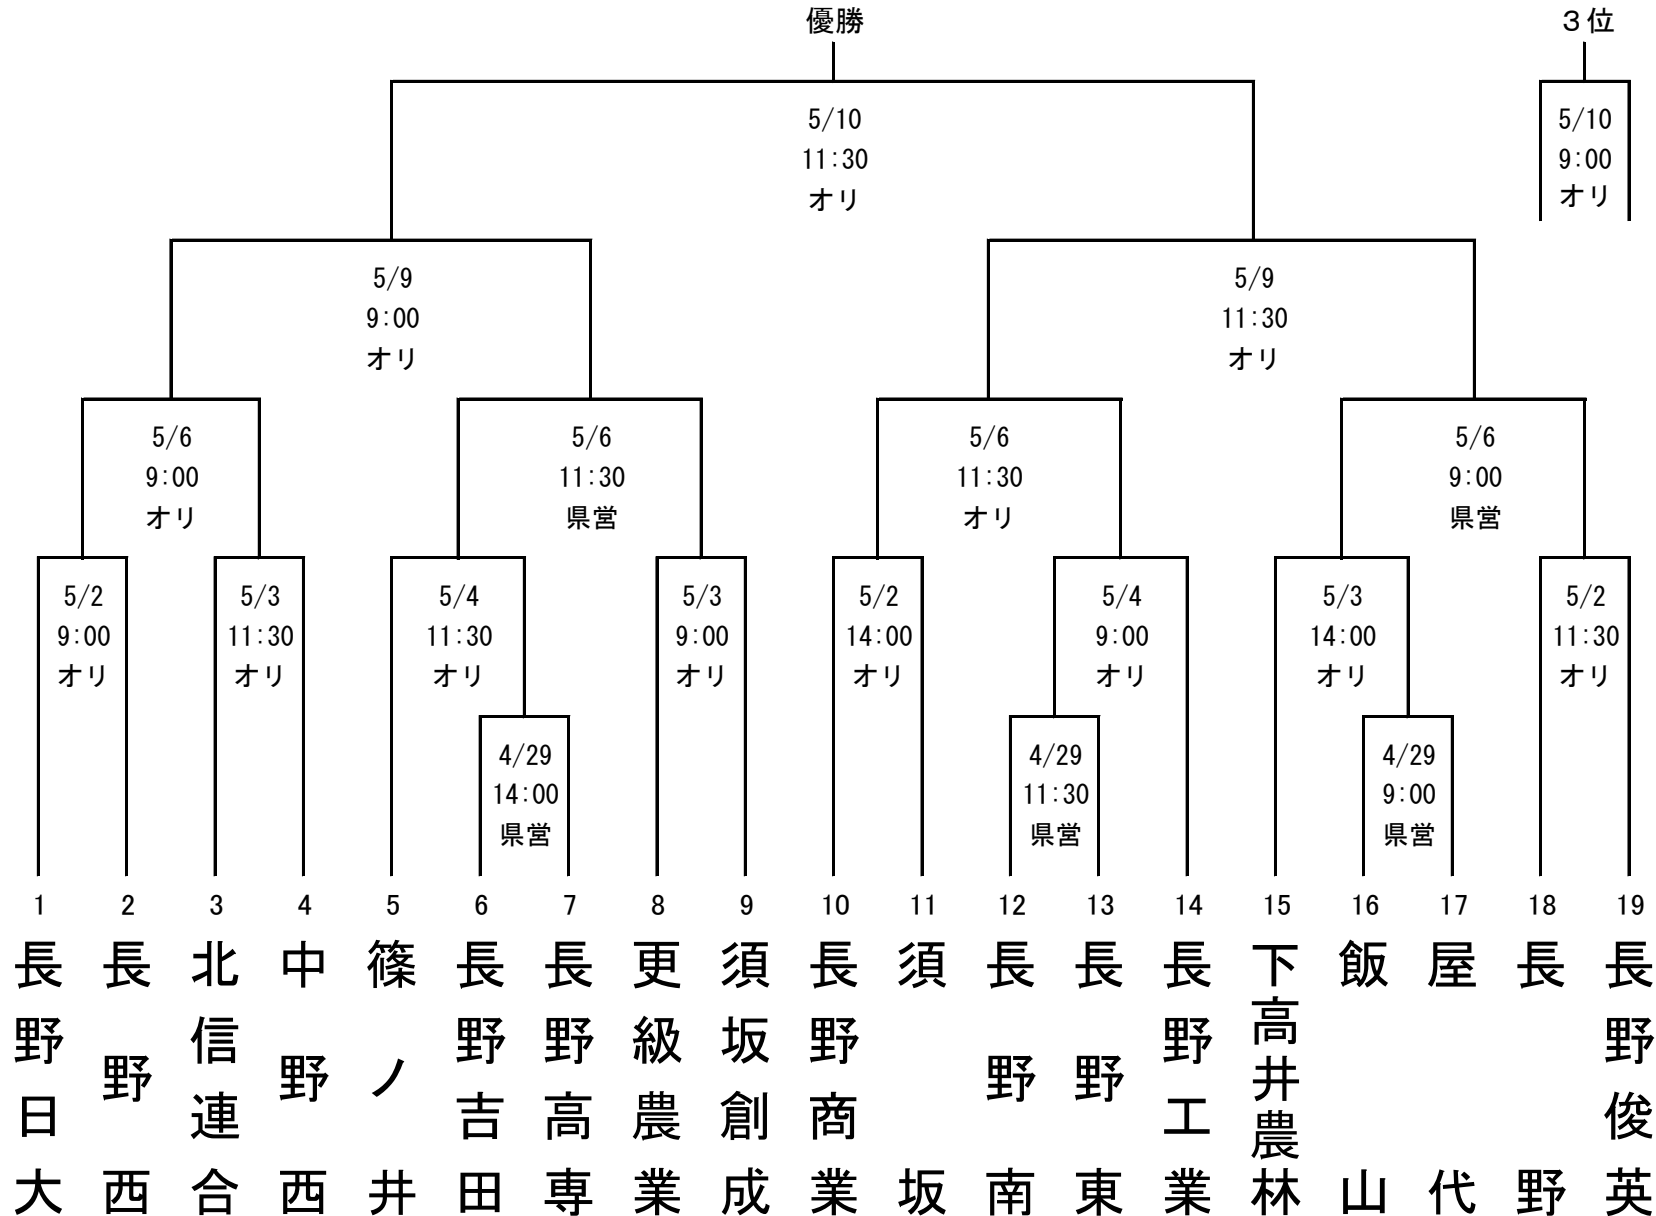 優勝
３位
5/10
11:30
オリ
5/10
9:00
オリ
5/9
9:00
オリ
5/9
11:30
オリ
5/6
9:00
オリ
5/6
11:30
県営
5/6
11:30
オリ
5/6
9:00
県営
5/2
9:00
オリ
5/3
11:30
オリ
5/4
11:30
オリ
5/3
9:00
オリ
5/2
14:00
オリ
5/4
9:00
オリ
5/3
14:00
オリ
5/2
11:30
オリ
4/29
14:00
県営
4/29
11:30
県営
4/29
9:00
県営
1
長野日大
2
長野西
3
北信連合
4
中野西
5
篠ノ井
6
長野吉田
7
長野高専
8
更級農業
9
須坂創成
10
長野商業
11
須坂
12
長野南
13
長野東
14
長野工業
15
下高井農林
16
飯山
17
屋代
18
長野
19
長野俊英